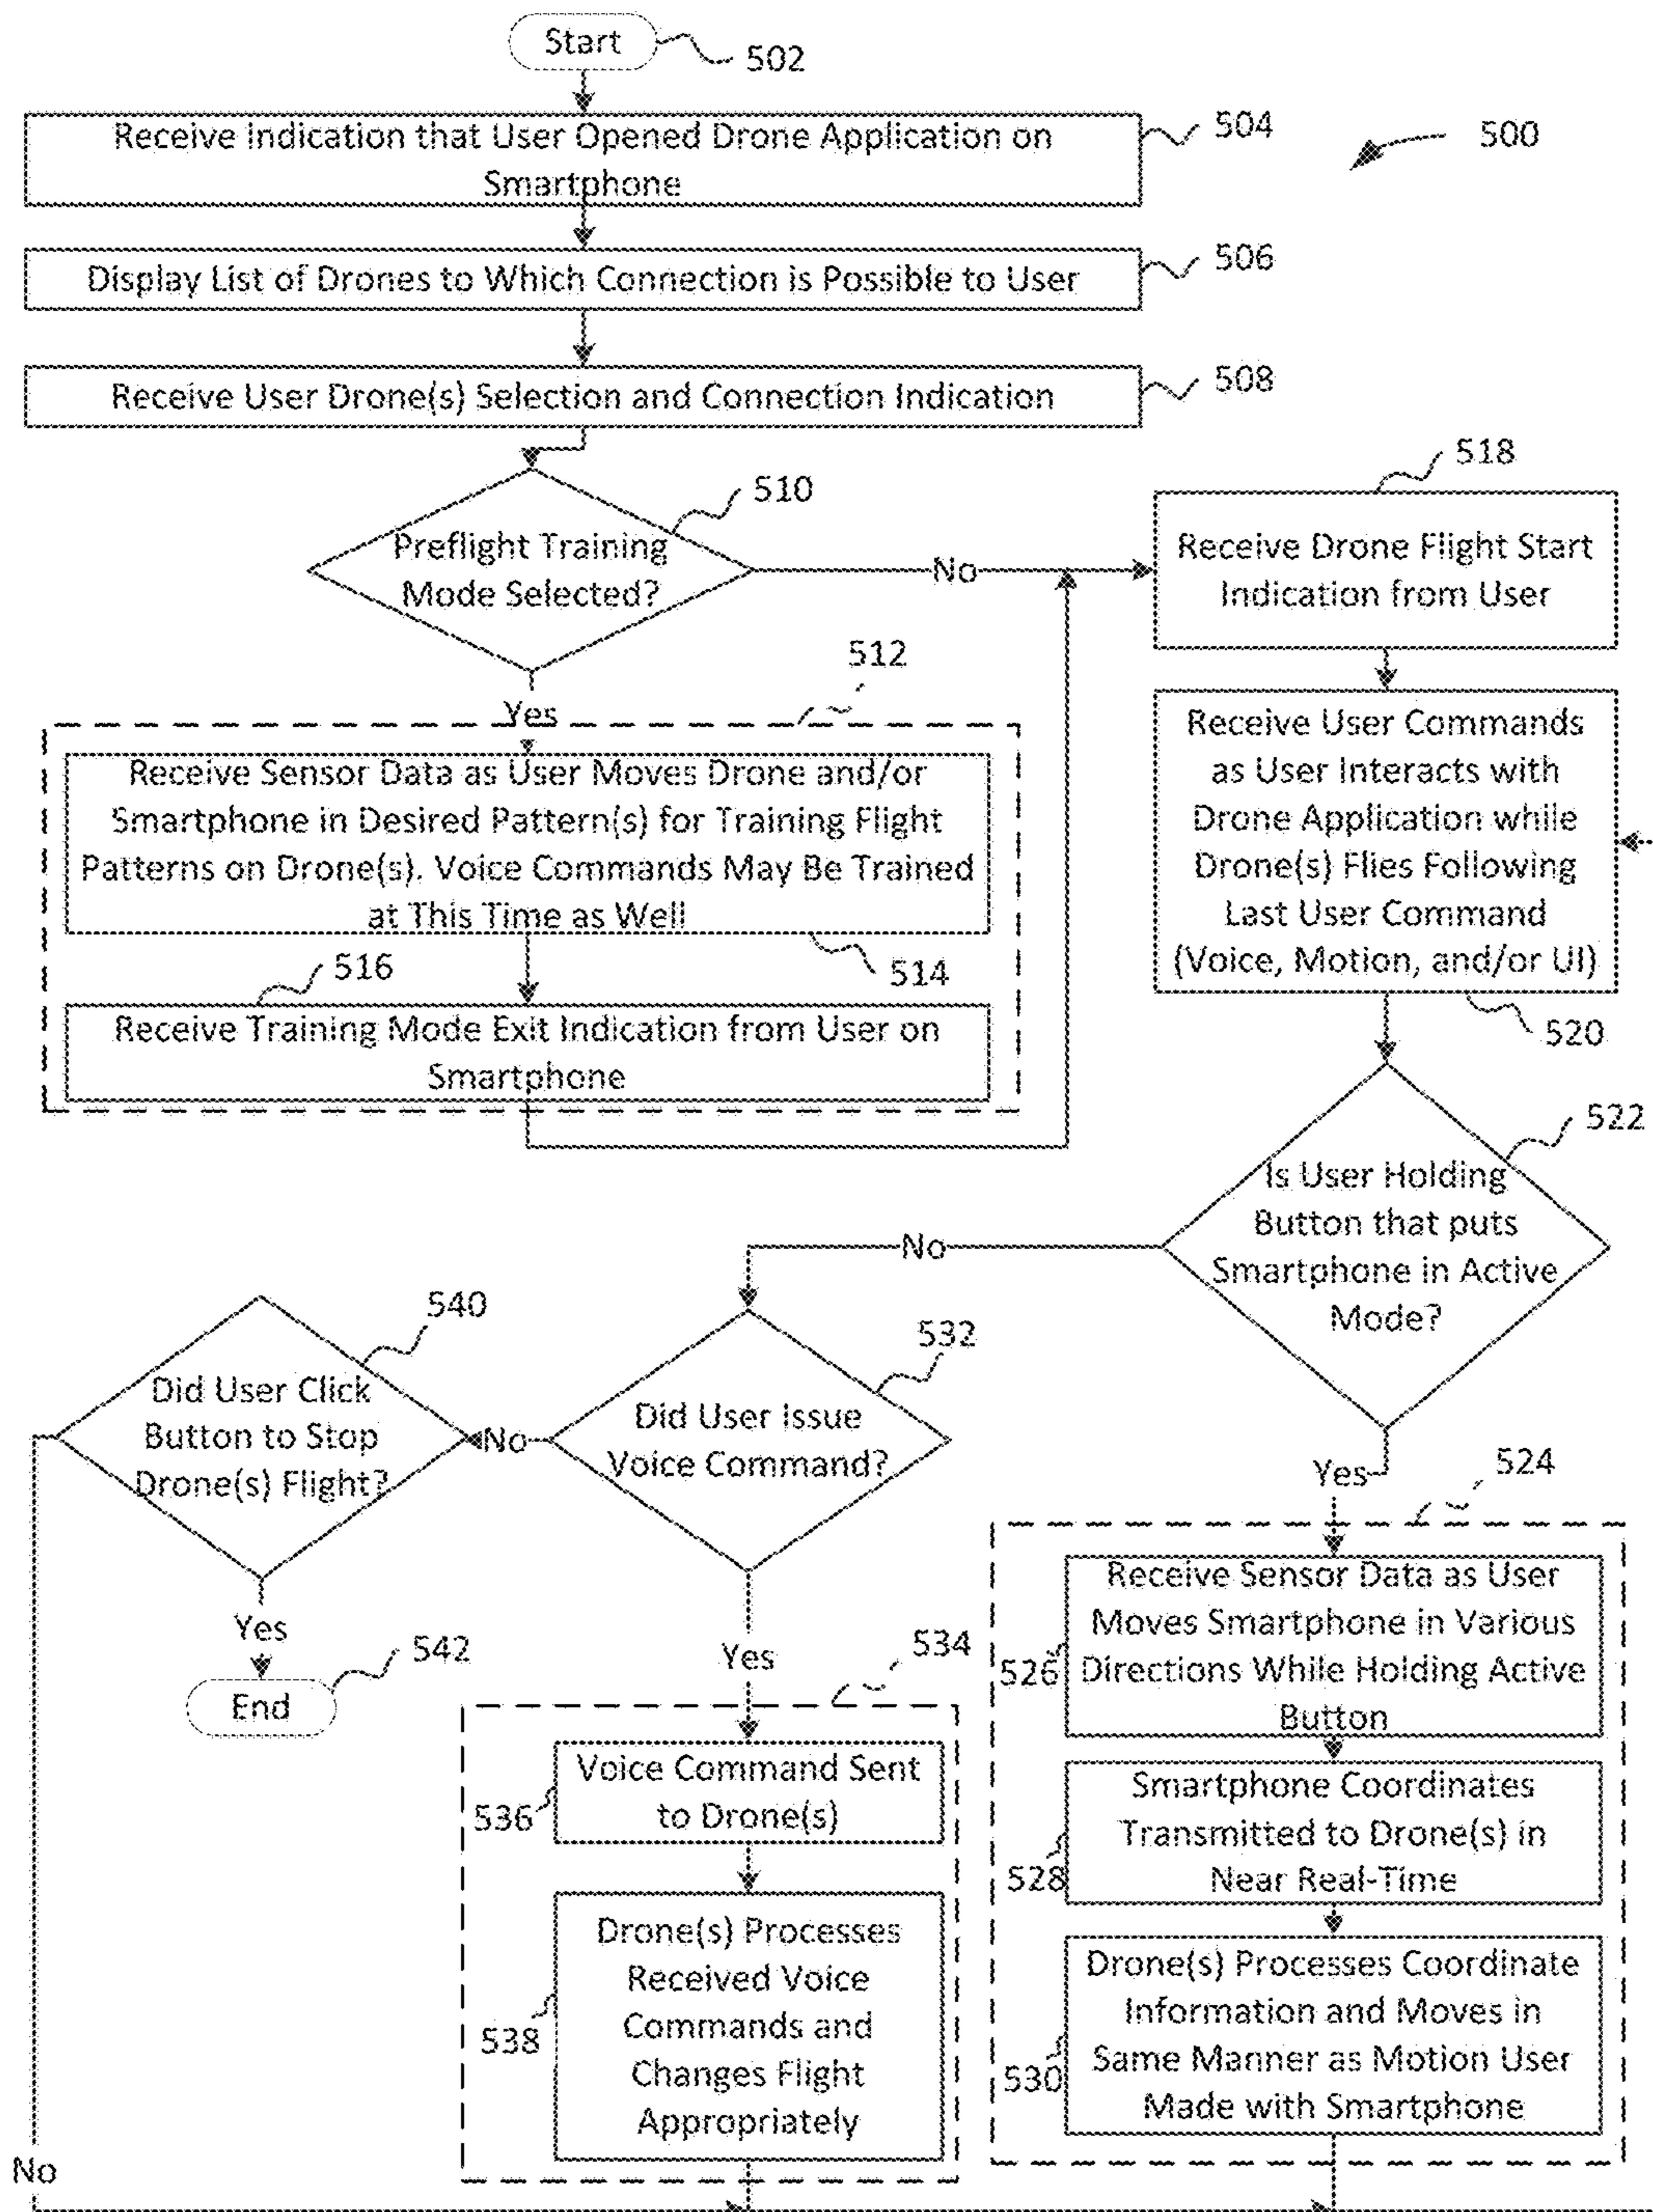 Start
502
504
Receive Indication that User Opened Drone Application on
Smartphone
500
506
Display List of Drones to Which Connection is Possible to User
508
Receive User Drone(s) Selection and Connection Indication
510
Preflight Training
Mode Selected?
No
Yes
512
Receive Sensor Data as User Moves Drone and/or
Smartphone in Desired Pattern(s) for Training Flight
Patterns on Drone(s). Voice Commands May Be Trained
at This Time as Well
514
516
Receive Training Mode Exit Indication from User on
Smartphone
518
Receive Drone Flight Start
Indication from User
Receive User Commands
as User Interacts with
Drone Application while
Drone(s) Flies Following
Last User Command
(Voice, Motion, and/or UI)
520
522
Is User Holding
Button that puts
Smartphone in Active
Mode?
No
Yes
524
Receive Sensor Data as User
Moves Smartphone in Various
Directions While Holding Active
Button
526
Smartphone Coordinates
Transmitted to Drone(s) in
Near Real-Time
528
Drone(s) Processes Coordinate
Information and Moves in
Same Manner as Motion User
Made with Smartphone
530
532
Did User Issue
Voice Command?
No
Yes
534
Voice Command Sent
to Drone(s)
536
Drone(s) Processes
Received Voice
Commands and
Changes Flight
Appropriately
538
540
Did User Click
Button to Stop
Drone(s) Flight?
Yes
542
End
No